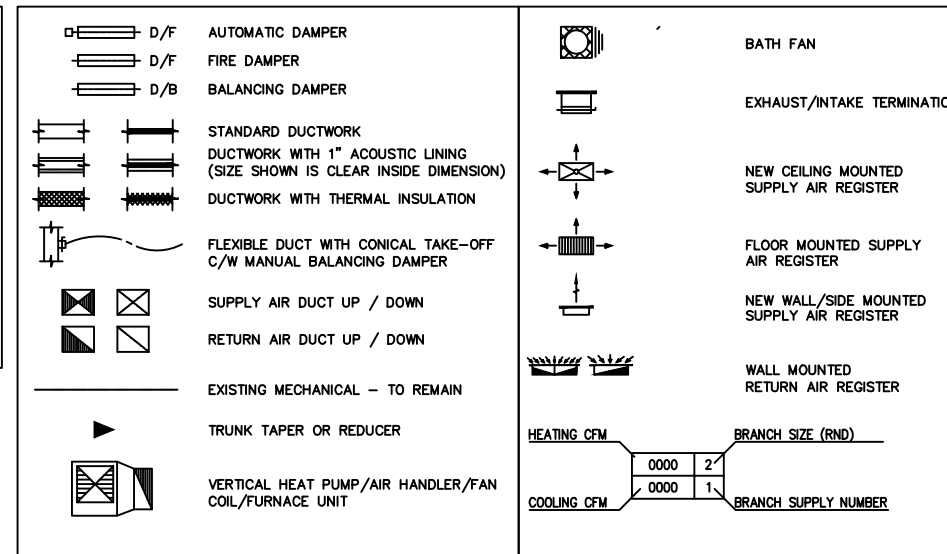 D/F AUTOMATIC DAMPER
D/F FIRE DAMPER
D/B BALANCING DAMPER
STANDARD DUCTWORK
DUCTWORK WITH 1" ACOUSTIC LINING
(SIZE SHOWN IS CLEAR INSIDE DIMENSION)
DUCTWORK WITH THERMAL INSULATION
FLEXIBLE DUCT WITH CONICAL TAKE-OFF
C/W MANUAL BALANCING DAMPER
SUPPLY AIR DUCT UP / DOWN
RETURN AIR DUCT UP / DOWN
EXISTING MECHANICAL - TO REMAIN
TRUNK TAPER OR REDUCER
VERTICAL HEAT PUMP/AIR HANDLER/FAN
COIL/FURNACE UNIT
BATH FAN
EXHAUST/INTAKE TERMINATIO
NEW CEILING MOUNTED
SUPPLY AIR REGISTER
FLOOR MOUNTED SUPPLY
AIR REGISTER
NEW WALL/SIDE MOUNTED
SUPPLY AIR REGISTER
WALL MOUNTED
RETURN AIR REGISTER
HEATING CFM BRANCH SIZE (RND)
0000 2
0000 1
COOLING CFM BRANCH SUPPLY NUMBER